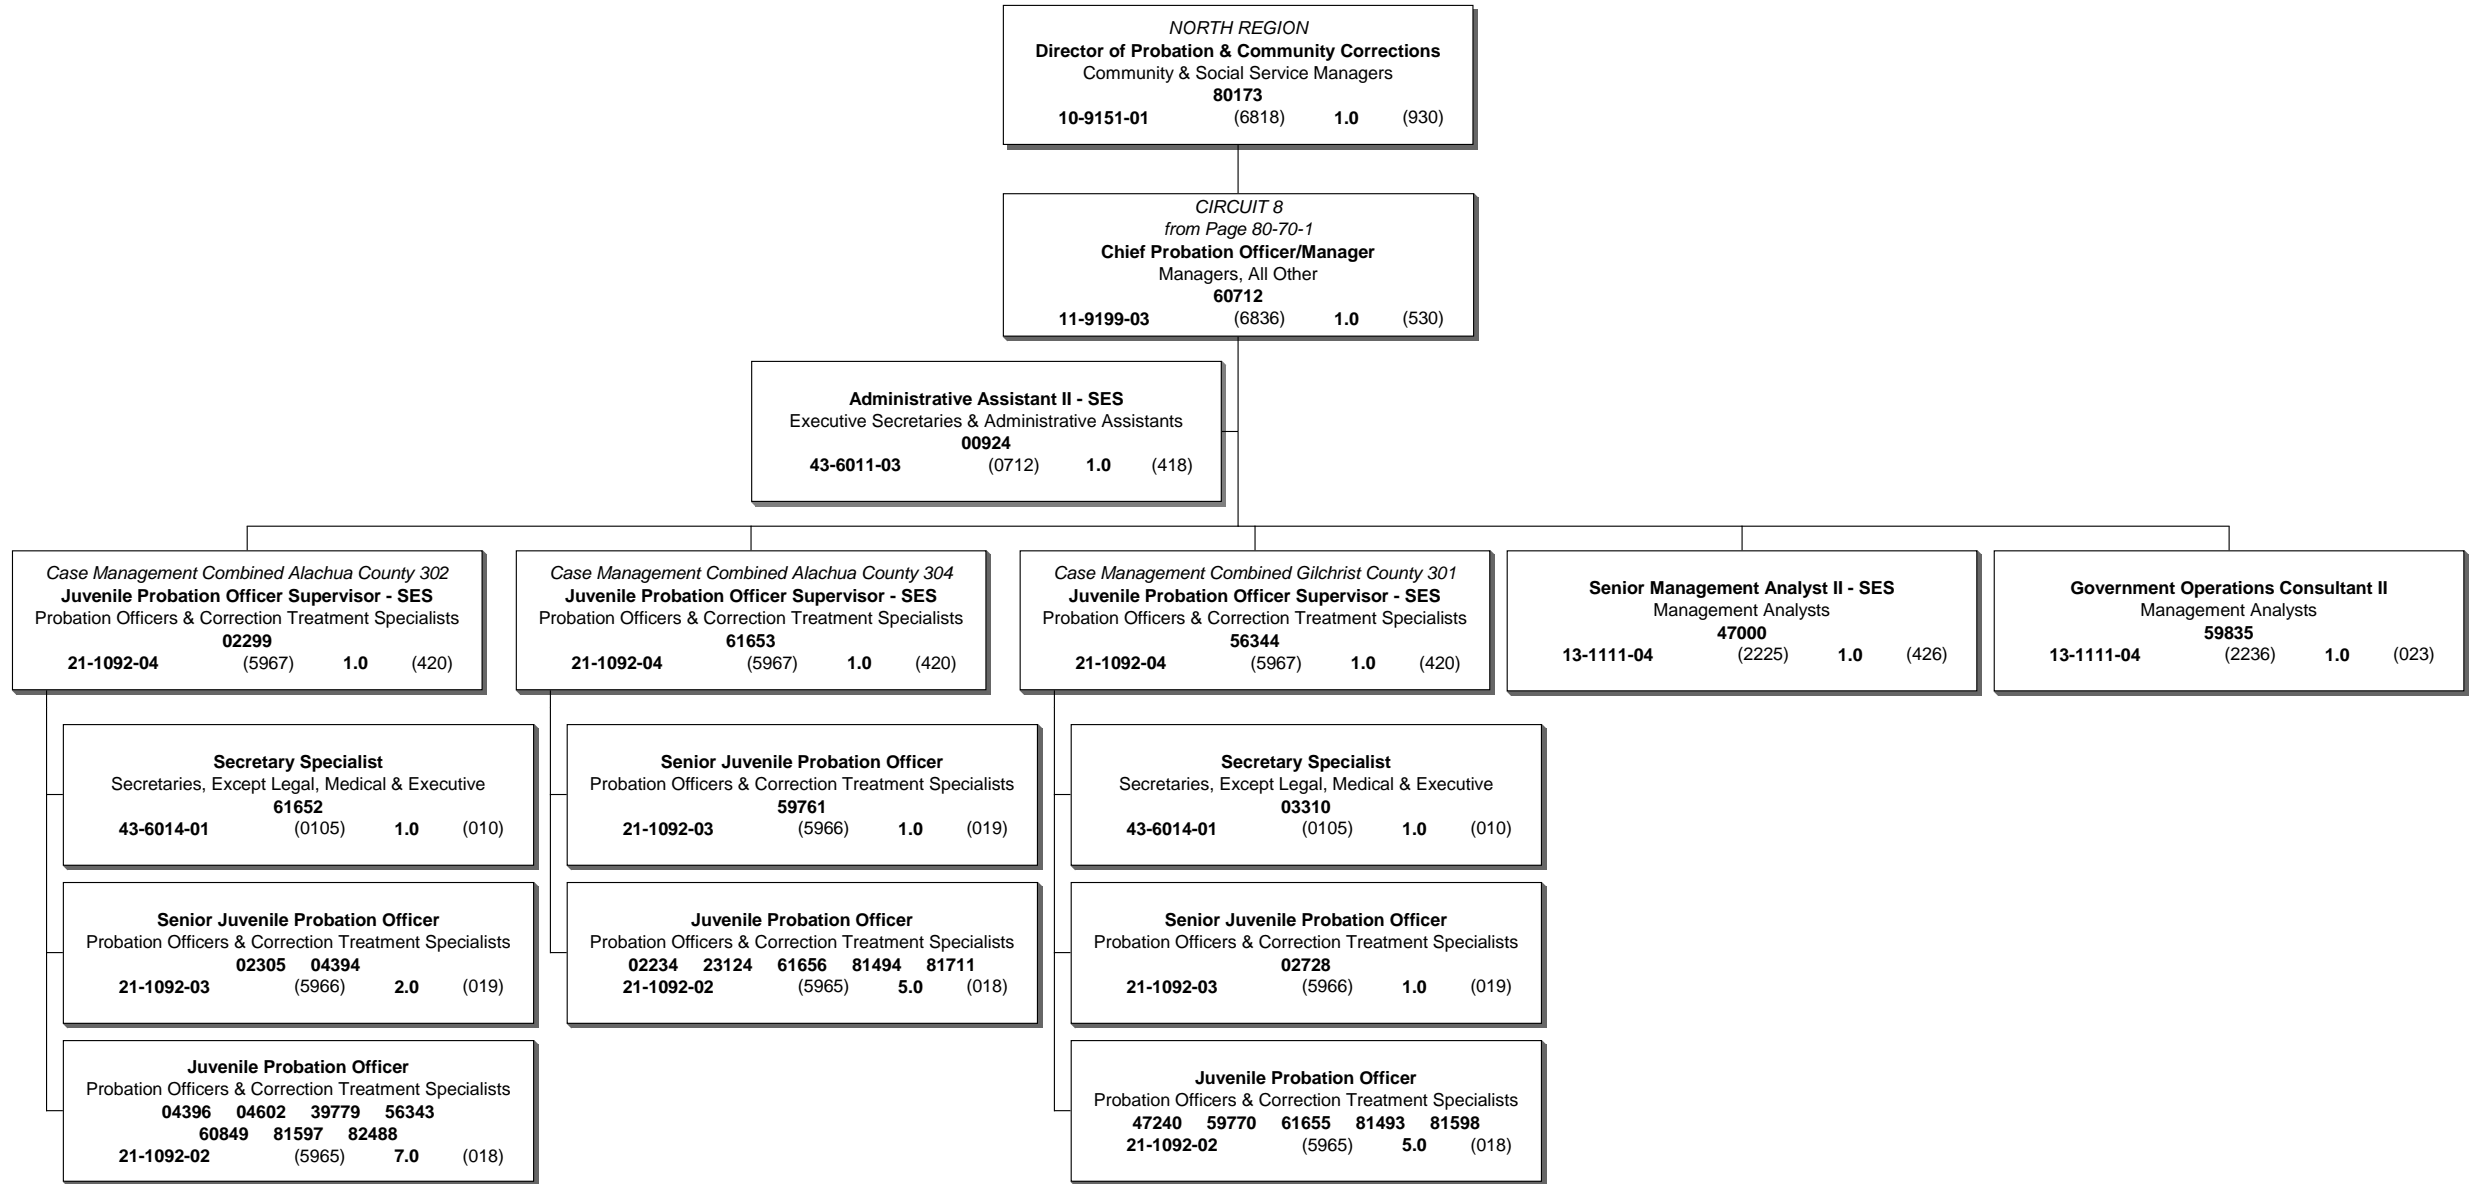 NORTH REGION
Director of Probation & Community Corrections
Community & Social Service Managers
80173
10-9151-01 (6818) 1.0 (930)
CIRCUIT 8
from Page 80-70-1
Chief Probation Officer/Manager
Managers, All Other
60712
11-9199-03 (6836) 1.0 (530)
Administrative Assistant II - SES
Executive Secretaries & Administrative Assistants
00924
43-6011-03 (0712) 1.0 (418)
Case Management Combined Alachua County 302
Juvenile Probation Officer Supervisor - SES
Probation Officers & Correction Treatment Specialists
02299
21-1092-04 (5967) 1.0 (420)
Case Management Combined Alachua County 304
Juvenile Probation Officer Supervisor - SES
Probation Officers & Correction Treatment Specialists
61653
21-1092-04 (5967) 1.0 (420)
Case Management Combined Gilchrist County 301
Juvenile Probation Officer Supervisor - SES
Probation Officers & Correction Treatment Specialists
56344
21-1092-04 (5967) 1.0 (420)
Senior Management Analyst II - SES
Management Analysts
47000
13-1111-04 (2225) 1.0 (426)
Government Operations Consultant II
Management Analysts
59835
13-1111-04 (2236) 1.0 (023)
Secretary Specialist
Secretaries, Except Legal, Medical & Executive
61652
43-6014-01 (0105) 1.0 (010)
Senior Juvenile Probation Officer
Probation Officers & Correction Treatment Specialists
02305 04394
21-1092-03 (5966) 2.0 (019)
Juvenile Probation Officer
Probation Officers & Correction Treatment Specialists
04396 04602 39779 56343
60849 81597 82488
21-1092-02 (5965) 7.0 (018)
Senior Juvenile Probation Officer
Probation Officers & Correction Treatment Specialists
59761
21-1092-03 (5966) 1.0 (019)
Juvenile Probation Officer
Probation Officers & Correction Treatment Specialists
02234 23124 61656 81494 81711
21-1092-02 (5965) 5.0 (018)
Secretary Specialist
Secretaries, Except Legal, Medical & Executive
03310
43-6014-01 (0105) 1.0 (010)
Senior Juvenile Probation Officer
Probation Officers & Correction Treatment Specialists
02728
21-1092-03 (5966) 1.0 (019)
Juvenile Probation Officer
Probation Officers & Correction Treatment Specialists
47240 59770 61655 81493 81598
21-1092-02 (5965) 5.0 (018)